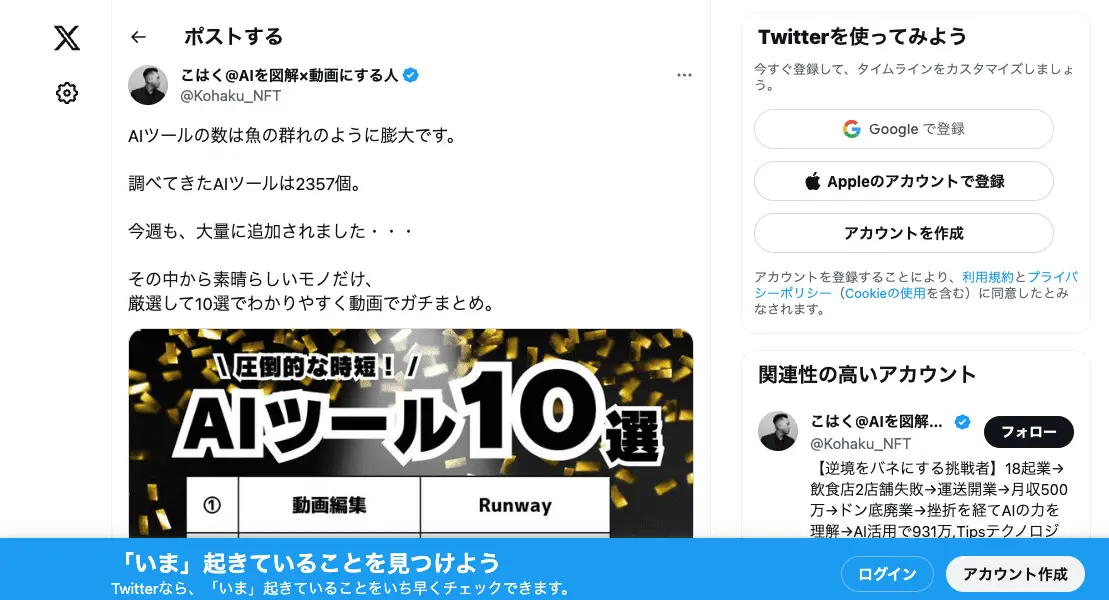 ポストする
こはく@AIを図解×動画にする人
@Kohaku_NFT
AIツールの数は魚の群れのように膨大です。
調べてきたAIツールは2357個。
今週も、大量に追加されました・・・
その中から素晴らしいモノだけ、
厳選して10選でわかりやすく動画でガチまとめ。
\ 圧倒的な時短! /
AIツール10選
① 動画編集 Runway
Twitterを使ってみよう
今すぐ登録して、タイムラインをカスタマイズしましょ
う。
Google で登録
Appleのアカウントで登録
アカウントを作成
アカウントを登録することにより、利用規約とプライバ
シーポリシー（Cookieの使用を含む）に同意したとみ
なされます。
関連性の高いアカウント
こはく@AIを図解...
@Kohaku_NFT
フォロー
【逆境をバネにする挑戦者】18起業→
飲食店2店舗失敗→運送開業→月収500
万→ドン底廃業→挫折を経てAIの力を
理解→AI活用で931万,Tipsテクノロジ
「いま」起きていることを見つけよう
Twitterなら、「いま」起きていることをいち早くチェックできます。
ログイン
アカウント作成